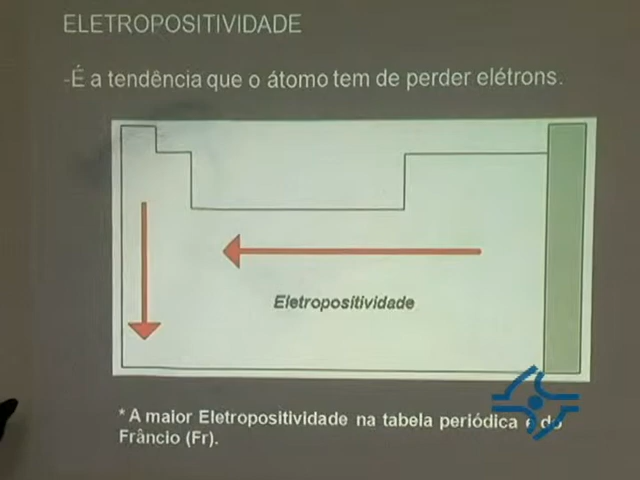 ELETROPOSITIVIDADE
-É a tendência que o átomo tem de perder elétrons.
Eletropositividade
* A maior Eletropositividade na tabela periódica é do
Frâncio (Fr).